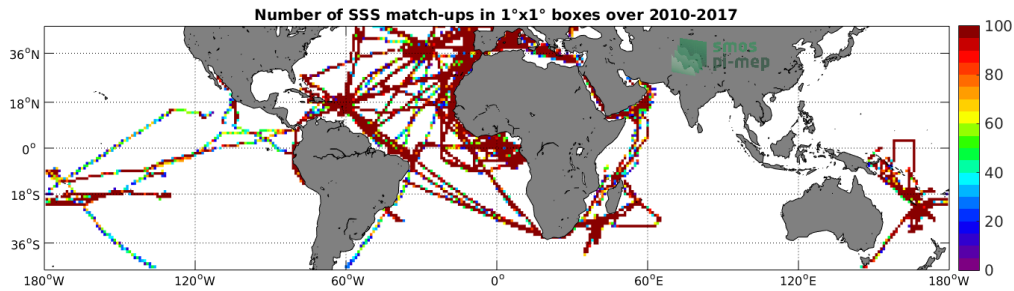 Number of SSS match-ups in 1°x1° boxes over 2010-2017
smos
pi-mep
36°N
18°N
0°
18°S
36°S
180°W
120°W
60°W
0°
60°E
120°E
180°W
100
80
60
40
20
0